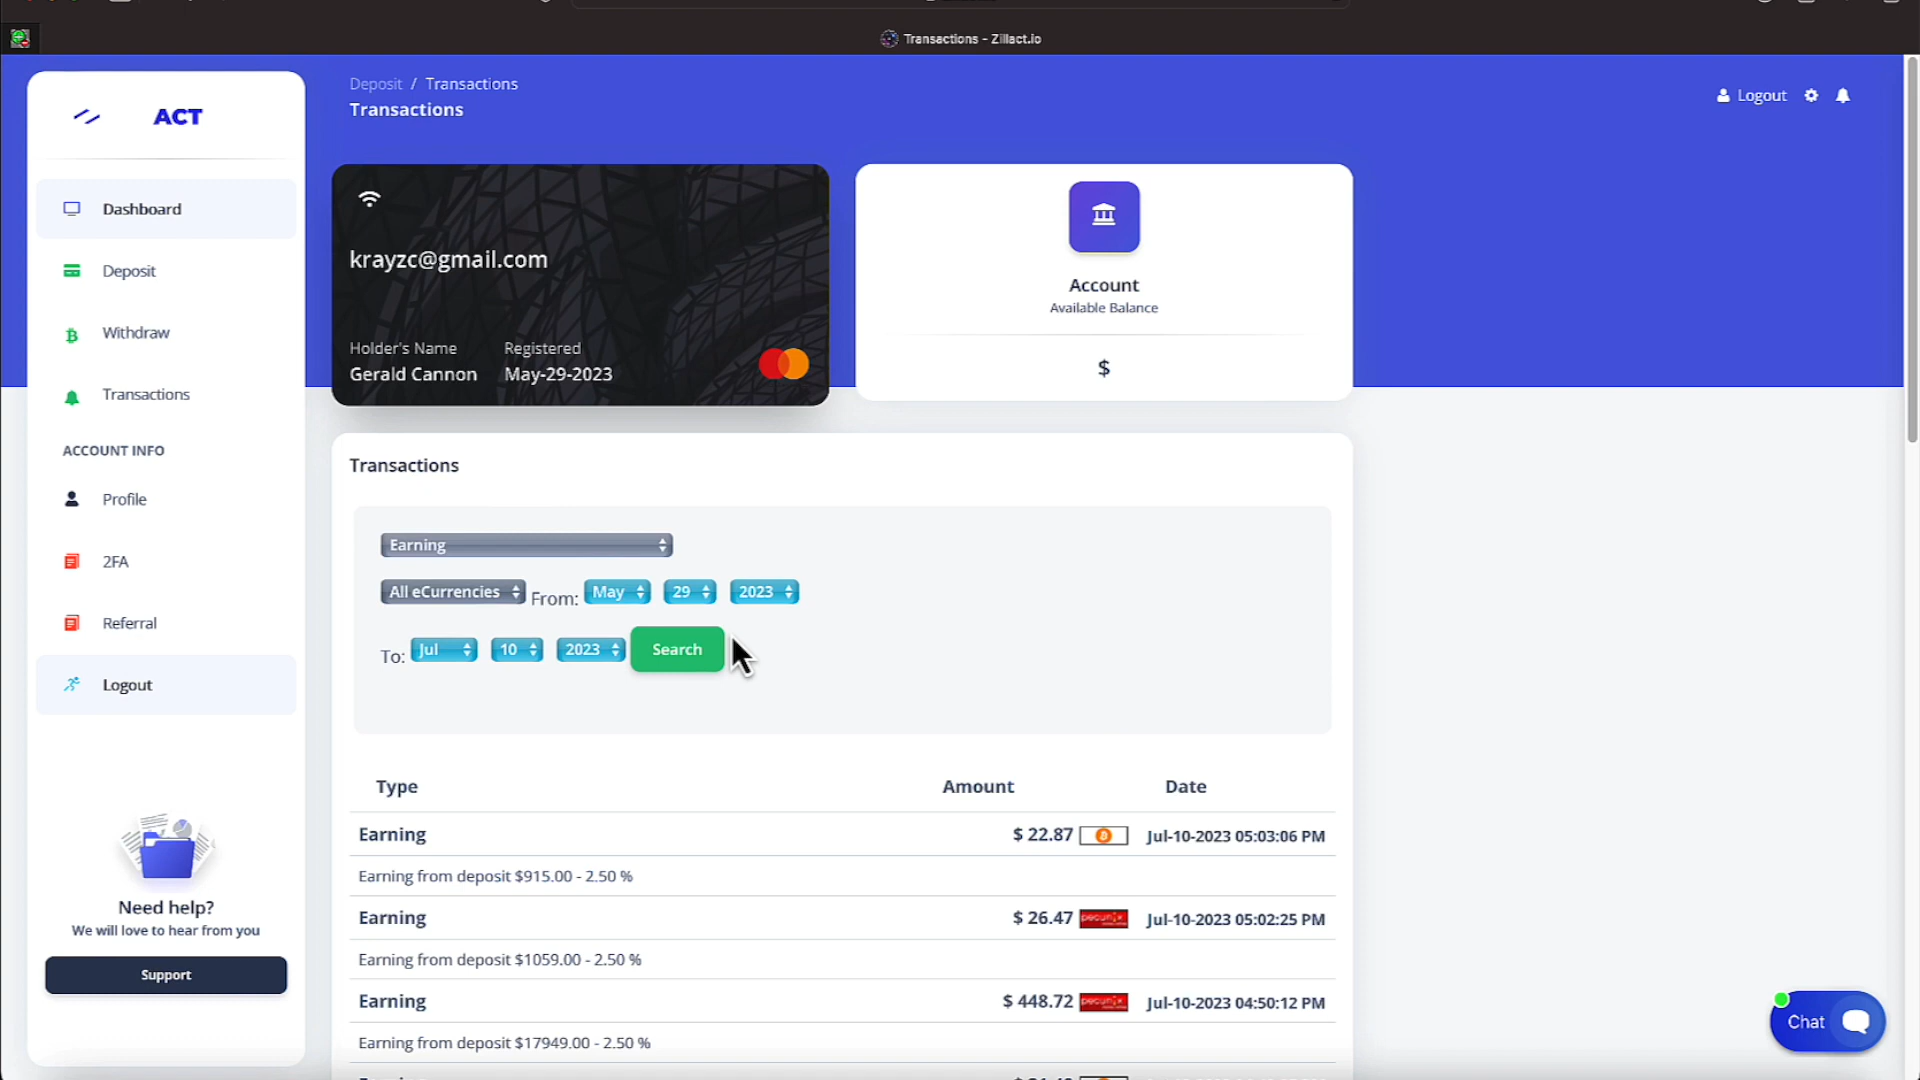 Transactions - Zillact.io
ACT
Deposit / Transactions
Transactions
Logout
Dashboard
Deposit
Withdraw
Transactions
ACCOUNT INFO
Profile
2FA
Referral
Logout
Need help?
We will love to hear from you
Support
krayzc@gmail.com
Holder's Name Registered
Gerald Cannon May-29-2023
Account
Available Balance
$
Transactions
Earning
All eCurrencies From: May 29 2023
To: Jul 10 2023 Search
Type Amount Date
Earning $ 22.87 Jul-10-2023 05:03:06 PM
Earning from deposit $915.00 - 2.50 %
Earning $ 26.47 pecunix Jul-10-2023 05:02:25 PM
Earning from deposit $1059.00 - 2.50 %
Earning $ 448.72 pecunix Jul-10-2023 04:50:12 PM
Earning from deposit $17949.00 - 2.50 %
Chat